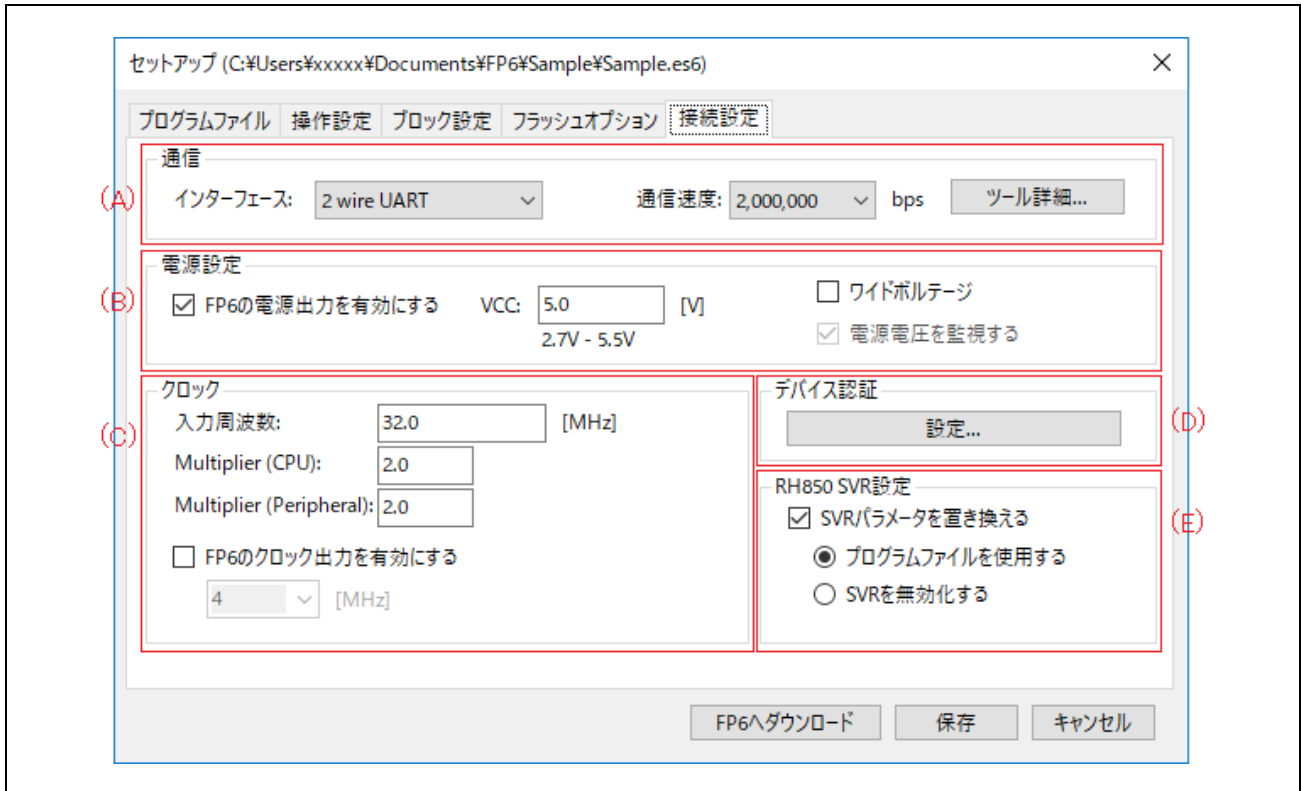 セットアップ (C:¥Users¥xxxxx¥Documents¥FP6¥Sample¥Sample.es6)
プログラムファイル 操作設定 ブロック設定 フラッシュオプション 接続設定
通信
(A) インターフェース: 2 wire UART 通信速度: 2,000,000 bps ツール詳細...
電源設定
(B) FP6の電源出力を有効にする VCC: 5.0 [V] ワイドボルテージ
2.7V - 5.5V 電源電圧を監視する
クロック
(C) 入力周波数: 32.0 [MHz]
Multiplier (CPU): 2.0
Multiplier (Peripheral): 2.0
FP6のクロック出力を有効にする
4 [MHz]
デバイス認証
設定... (D)
RH850 SVR設定
SVRパラメータを置き換える (E)
プログラムファイルを使用する
SVRを無効化する
FP6へダウンロード 保存 キャンセル